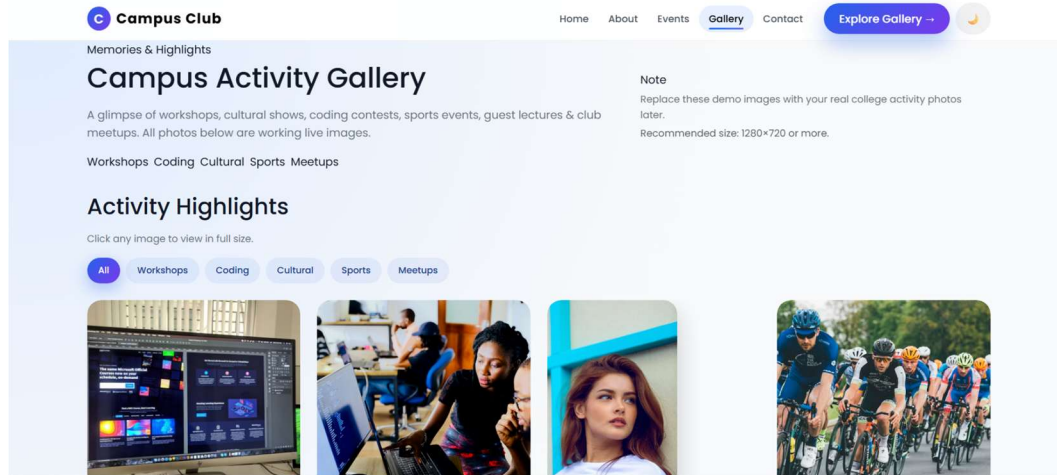 C Campus Club
Home About Events Gallery Contact Explore Gallery →
Memories & Highlights
Campus Activity Gallery
A glimpse of workshops, cultural shows, coding contests, sports events, guest lectures & club
meetups. All photos below are working live images.
Workshops Coding Cultural Sports Meetups
Note
Replace these demo images with your real college activity photos
later.
Recommended size: 1280×720 or more.
Activity Highlights
Click any image to view in full size.
All Workshops Coding Cultural Sports Meetups